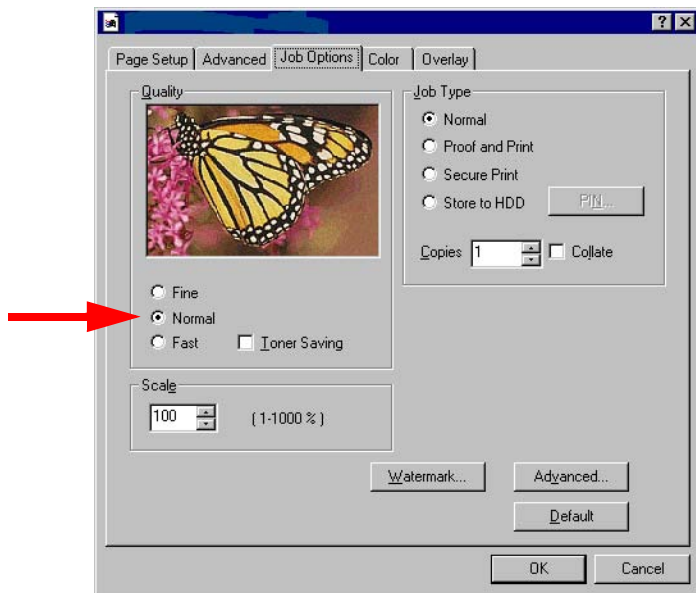 Page Setup Advanced Job Options Color Overlay
Quality
Fine
Normal
Fast Toner Saving
Scale
100 (1-1000 %)
Job Type
Normal
Proof and Print
Secure Print
Store to HDD PIN...
Copies 1 Collate
Watermark... Advanced...
Default
OK Cancel